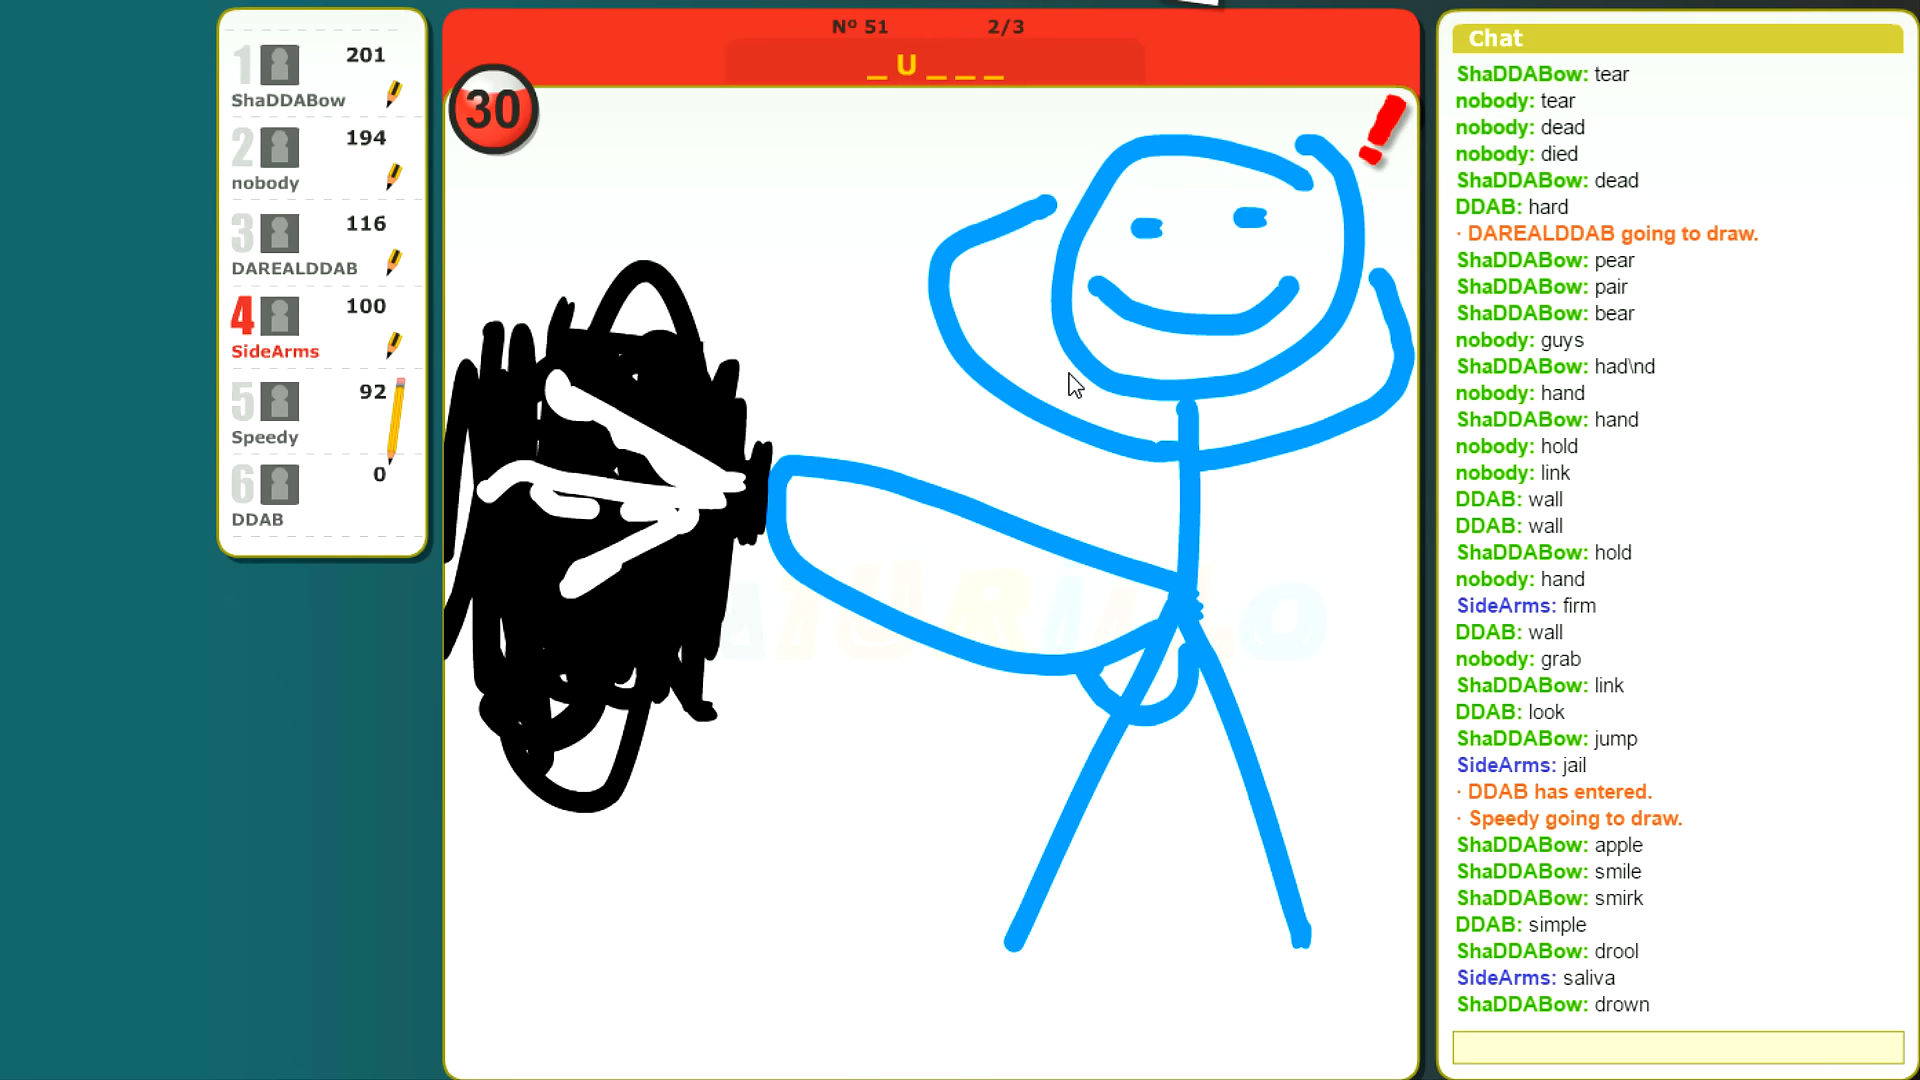 1 201
ShaDDABow
2 194
nobody
3 116
DAREALDDAB
4 100
SideArms
5 92
Speedy
6 0
DDAB
Nº 51 2/3
_ U _ _ _
30
!
Chat
ShaDDABow: tear
nobody: tear
nobody: dead
nobody: died
ShaDDABow: dead
DDAB: hard
· DAREALDDAB going to draw.
ShaDDABow: pear
ShaDDABow: pair
ShaDDABow: bear
nobody: guys
ShaDDABow: had\nd
nobody: hand
ShaDDABow: hand
nobody: hold
nobody: link
DDAB: wall
DDAB: wall
ShaDDABow: hold
nobody: hand
SideArms: firm
DDAB: wall
nobody: grab
ShaDDABow: link
DDAB: look
ShaDDABow: jump
SideArms: jail
· DDAB has entered.
· Speedy going to draw.
ShaDDABow: apple
ShaDDABow: smile
ShaDDABow: smirk
DDAB: simple
ShaDDABow: drool
SideArms: saliva
ShaDDABow: drown